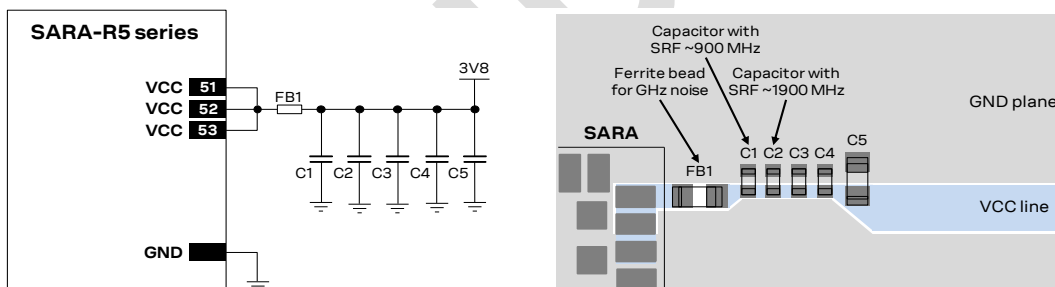 SARA-R5 series
VCC 51
VCC 52
VCC 53
FB1
3V8
C1
C2
C3
C4
C5
GND
Capacitor with
SRF ~900 MHz
Ferrite bead
for GHz noise
Capacitor with
SRF ~1900 MHz
GND plane
SARA
FB1
C1 C2 C3 C4
C5
VCC line